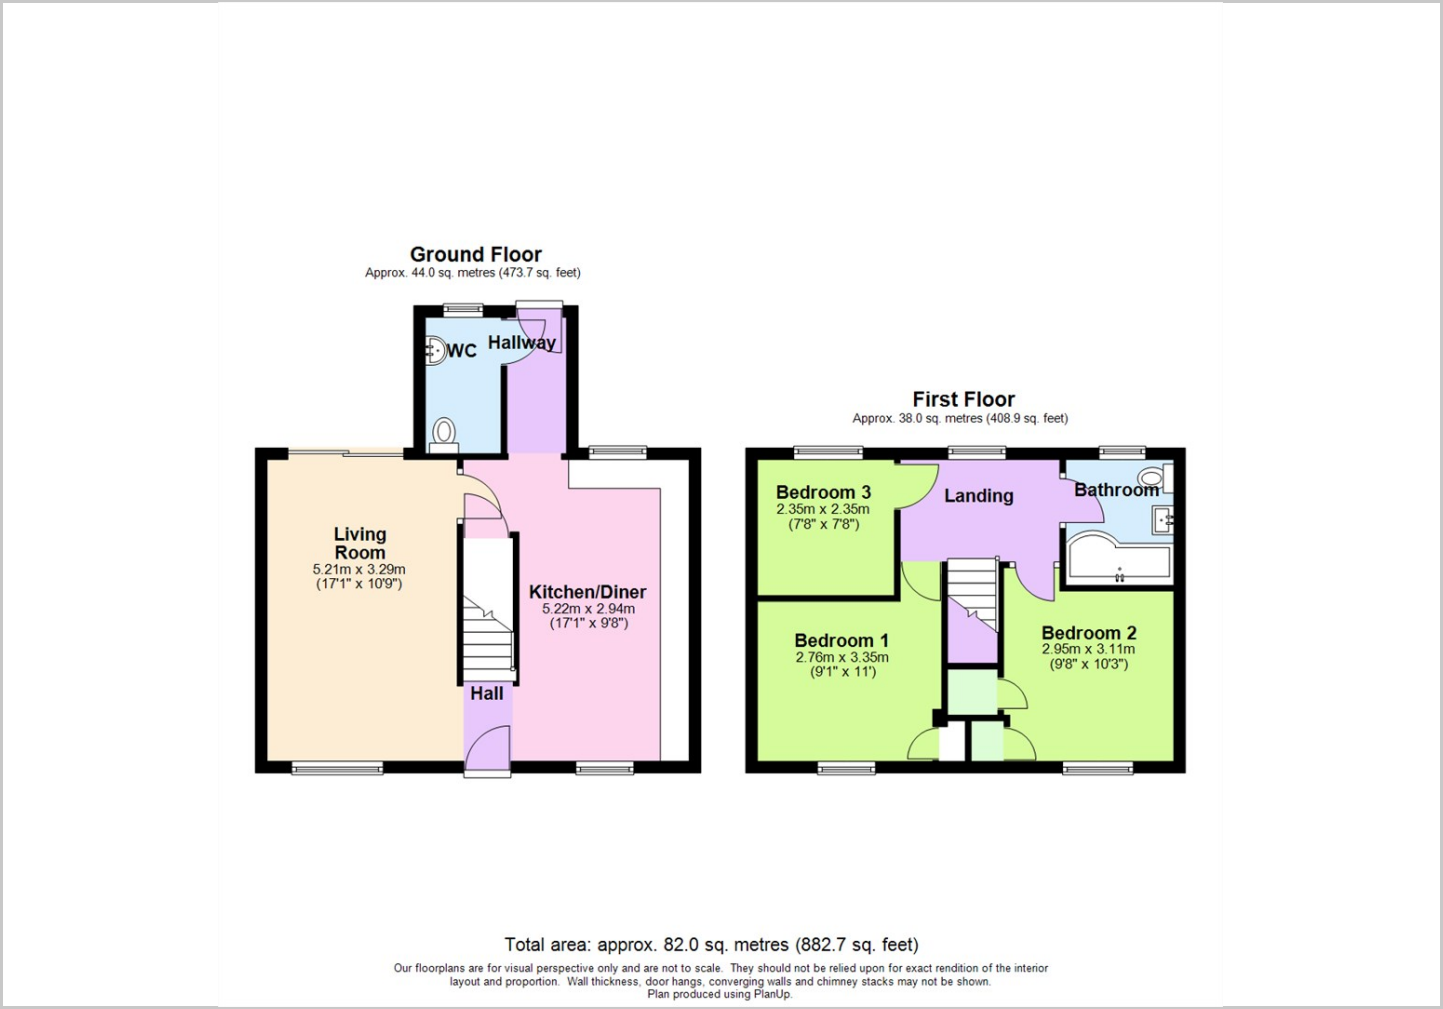 Ground Floor
Approx. 44.0 sq. metres (473.7 sq. feet)
WC
Hallway
Living
Room
5.21m x 3.29m
(17'1" x 10'9")
Kitchen/Diner
5.22m x 2.94m
(17'1" x 9'8")
Hall
First Floor
Approx. 38.0 sq. metres (408.9 sq. feet)
Bedroom 3
2.35m x 2.35m
(7'8" x 7'8")
Landing
Bathroom
Bedroom 1
2.76m x 3.35m
(9'1" x 11')
Bedroom 2
2.95m x 3.11m
(9'8" x 10'3")
Total area: approx. 82.0 sq. metres (882.7 sq. feet)
Our floorplans are for visual perspective only and are not to scale. They should not be relied upon for exact rendition of the interior
layout and proportion. Wall thickness, door hangs, converging walls and chimney stacks may not be shown.
Plan produced using PlanUp.